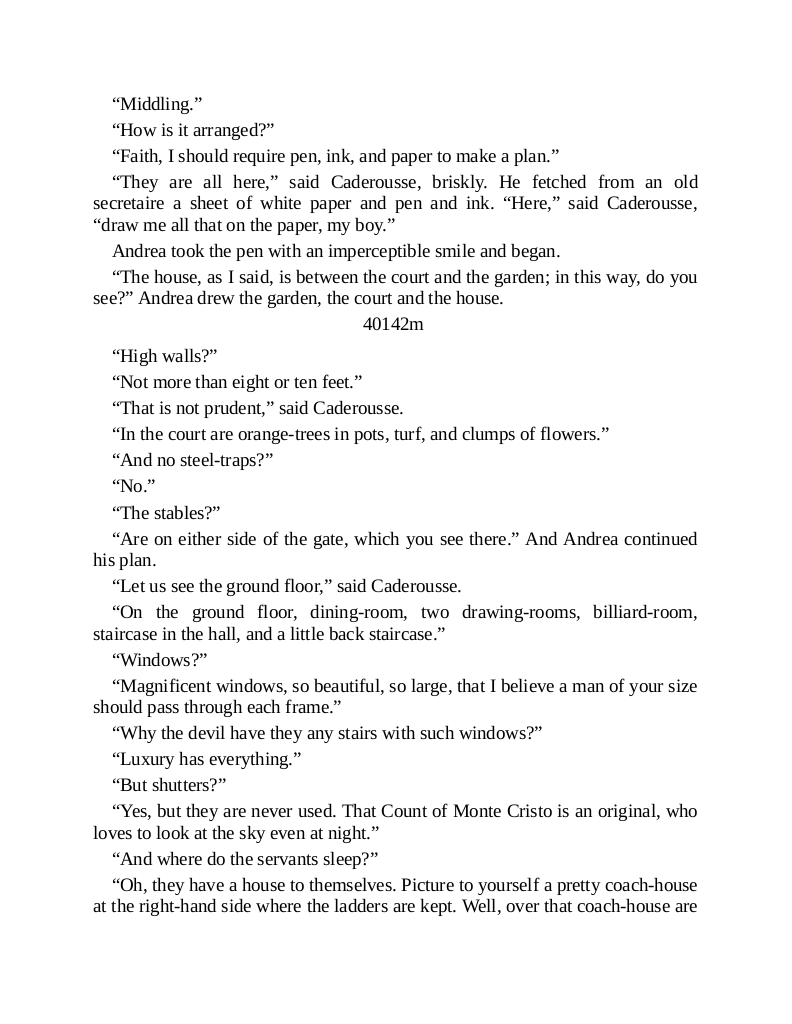 “Middling.”
“How is it arranged?”
“Faith, I should require pen, ink, and paper to make a plan.”
“They are all here,” said Caderousse, briskly. He fetched from an old
secretaire a sheet of white paper and pen and ink. “Here,” said Caderousse,
“draw me all that on the paper, my boy.”
Andrea took the pen with an imperceptible smile and began.
“The house, as I said, is between the court and the garden; in this way, do you
see?” Andrea drew the garden, the court and the house.
40142m
“High walls?”
“Not more than eight or ten feet.”
“That is not prudent,” said Caderousse.
“In the court are orange-trees in pots, turf, and clumps of flowers.”
“And no steel-traps?”
“No.”
“The stables?”
“Are on either side of the gate, which you see there.” And Andrea continued
his plan.
“Let us see the ground floor,” said Caderousse.
“On the ground floor, dining-room, two drawing-rooms, billiard-room,
staircase in the hall, and a little back staircase.”
“Windows?”
“Magnificent windows, so beautiful, so large, that I believe a man of your size
should pass through each frame.”
“Why the devil have they any stairs with such windows?”
“Luxury has everything.”
“But shutters?”
“Yes, but they are never used. That Count of Monte Cristo is an original, who
loves to look at the sky even at night.”
“And where do the servants sleep?”
“Oh, they have a house to themselves. Picture to yourself a pretty coach-house
at the right-hand side where the ladders are kept. Well, over that coach-house are